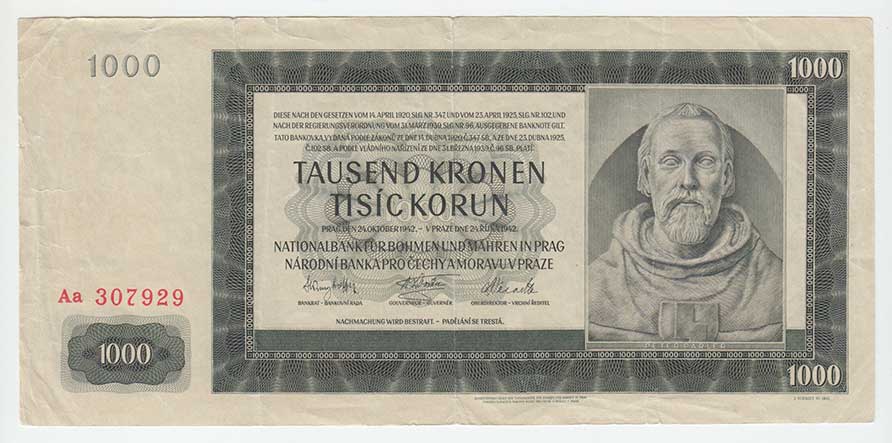 1000
1000
DIESE NACH DEN GESETZEN VOM 14. APRIL 1920, SLG. NR. 347, UND VOM 23. APRIL 1925, SLG. NR. 102, UND
NACH DER REGIERUNGSVERORDNUNG VOM 31. MÄRZ 1939, SLG. NR. 96, AUSGEGEBENE BANKNOTE GILT.
TATO BANKOVKA, VYDANÁ PODLE ZÁKONŮ ZE DNE 14. DUBNA 1920, Č. 347 SB., A ZE DNE 23. DUBNA 1925,
Č. 102 SB. A PODLE VLÁDNÍHO NAŘÍZENÍ ZE DNE 31. BŘEZNA 1939, Č. 96 SB., PLATÍ.
TAUSEND KRONEN
TISÍC KORUN
PRAG, DEN 24. OKTOBER 1942. – V PRAZE DNE 24. ŘÍJNA 1942.
NATIONALBANK FÜR BÖHMEN UND MÄHREN IN PRAG
NÁRODNÍ BANKA PRO ČECHY A MORAVU V PRAZE
BANKRAT – BANKOVNÍ RADA
GOUVERNEUR – GUVERNÉR
OBERDIREKTOR – VRCHNÍ ŘEDITEL
NACHMACHUNG WIRD BESTRAFT. – PADĚLÁNÍ SE TRESTÁ.
Aa 307929
1000
PETER PARLER
1000